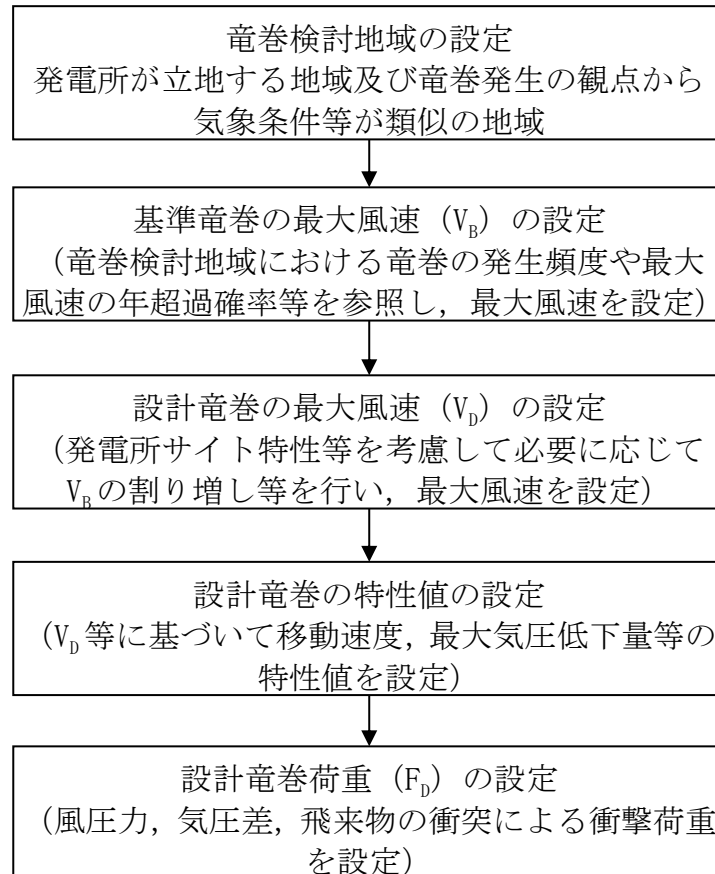 竜巻検討地域の設定
発電所が立地する地域及び竜巻発生の観点から
気象条件等が類似の地域
基準竜巻の最大風速（V_B）の設定
（竜巻検討地域における竜巻の発生頻度や最大
風速の年超過確率等を参照し，最大風速を設定）
設計竜巻の最大風速（V_D）の設定
（発電所サイト特性等を考慮して必要に応じて
V_Bの割り増し等を行い，最大風速を設定）
設計竜巻の特性値の設定
（V_D等に基づいて移動速度，最大気圧低下量等の
特性値を設定）
設計竜巻荷重（F_D）の設定
（風圧力，気圧差，飛来物の衝突による衝撃荷重
を設定）